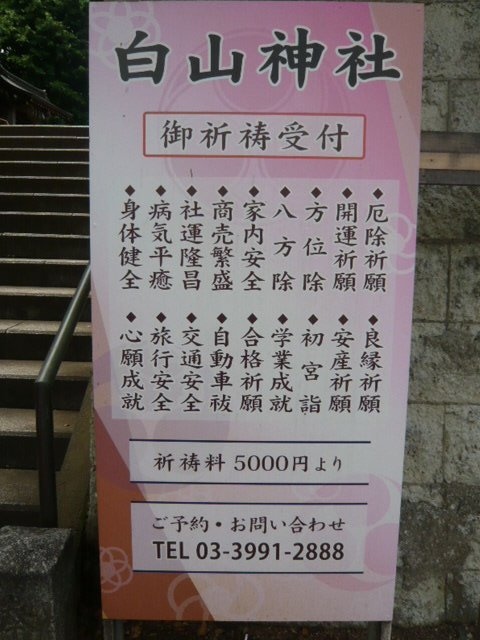 白山神社
御祈祷受付
◆厄除祈願
◆開運祈願
◆方位除
◆八方除
◆家内安全
◆商売繁盛
◆社運隆昌
◆病気平癒
◆身体健全
◆良縁祈願
◆安産祈願
◆初宮詣
◆学業成就
◆合格祈願
◆自動車祓
◆交通安全
◆旅行安全
◆心願成就
祈祷料 5000円より
ご予約・お問い合わせ
TEL 03-3991-2888